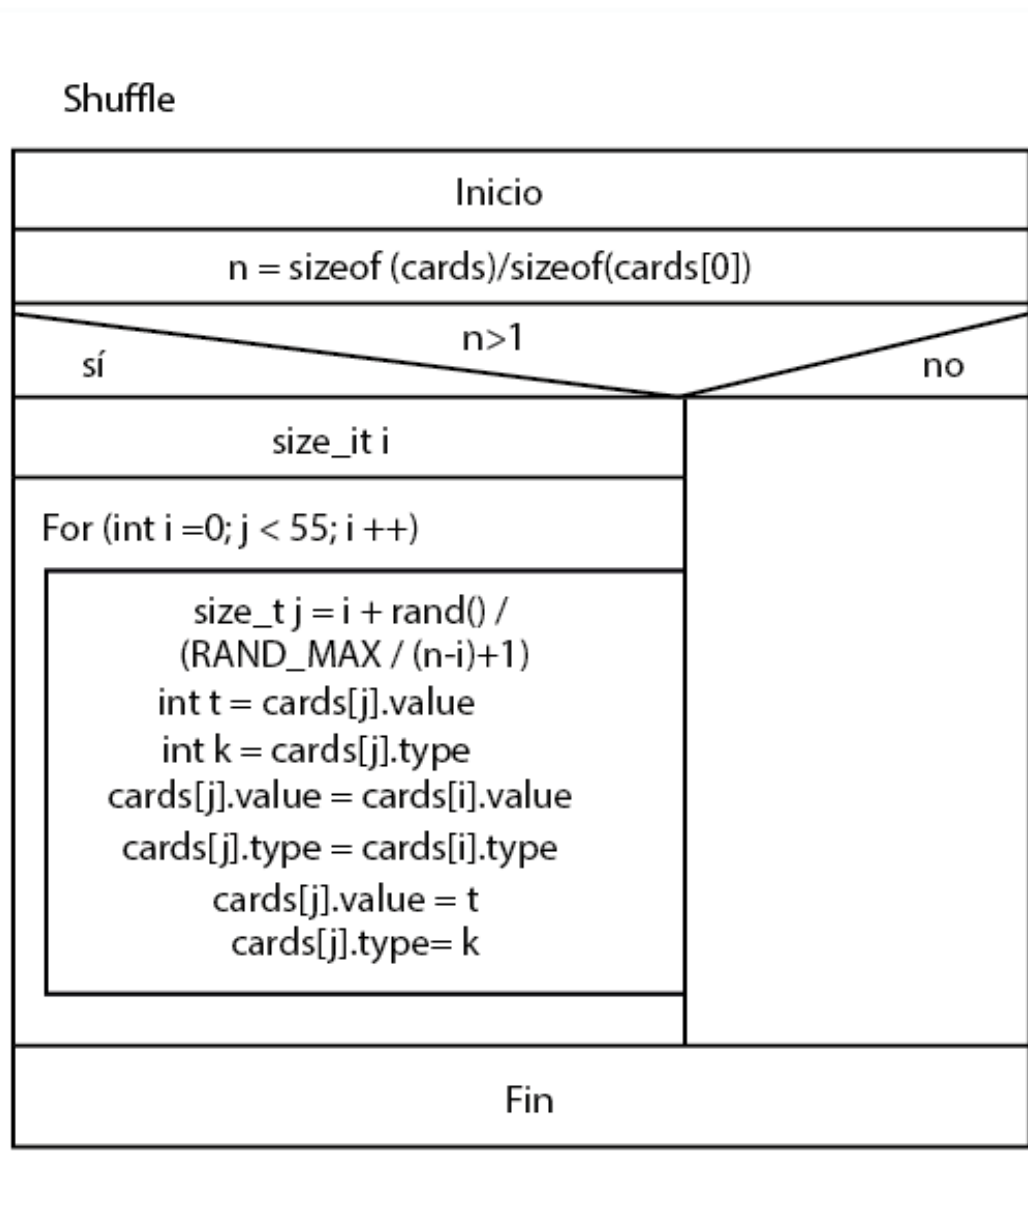 Shuffle
Inicio
n = sizeof (cards)/sizeof(cards[0])
n>1
sí
no
size_it i
For (int i =0; j < 55; i ++)
size_t j = i + rand() /
(RAND_MAX / (n-i)+1)
int t = cards[j].value
int k = cards[j].type
cards[j].value = cards[i].value
cards[j].type = cards[i].type
cards[j].value = t
cards[j].type= k
Fin